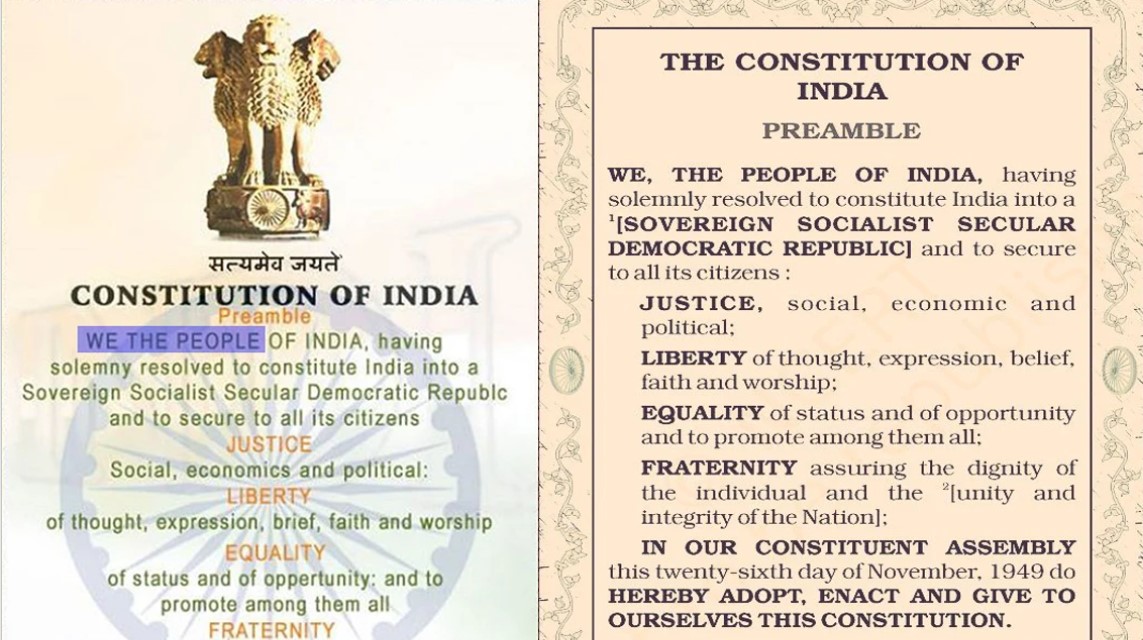 सत्यमेव जयते
CONSTITUTION OF INDIA
Preamble
WE THE PEOPLE OF INDIA, having
solemny resolved to constitute India into a
Sovereign Socialist Secular Democratic Republc
and to secure to all its citizens
JUSTICE
Social, economics and political:
LIBERTY
of thought, expression, brief, faith and worship
EQUALITY
of status and of opportunity: and to
promote among them all
FRATERNITY
THE CONSTITUTION OF
INDIA
PREAMBLE
WE, THE PEOPLE OF INDIA, having
solemnly resolved to constitute India into a
¹[SOVEREIGN SOCIALIST SECULAR
DEMOCRATIC REPUBLIC] and to secure
to all its citizens :
JUSTICE, social, economic and
political;
LIBERTY of thought, expression, belief,
faith and worship;
EQUALITY of status and of opportunity
and to promote among them all;
FRATERNITY assuring the dignity of
the individual and the ²[unity and
integrity of the Nation];
IN OUR CONSTITUENT ASSEMBLY
this twenty-sixth day of November, 1949 do
HEREBY ADOPT, ENACT AND GIVE TO
OURSELVES THIS CONSTITUTION.